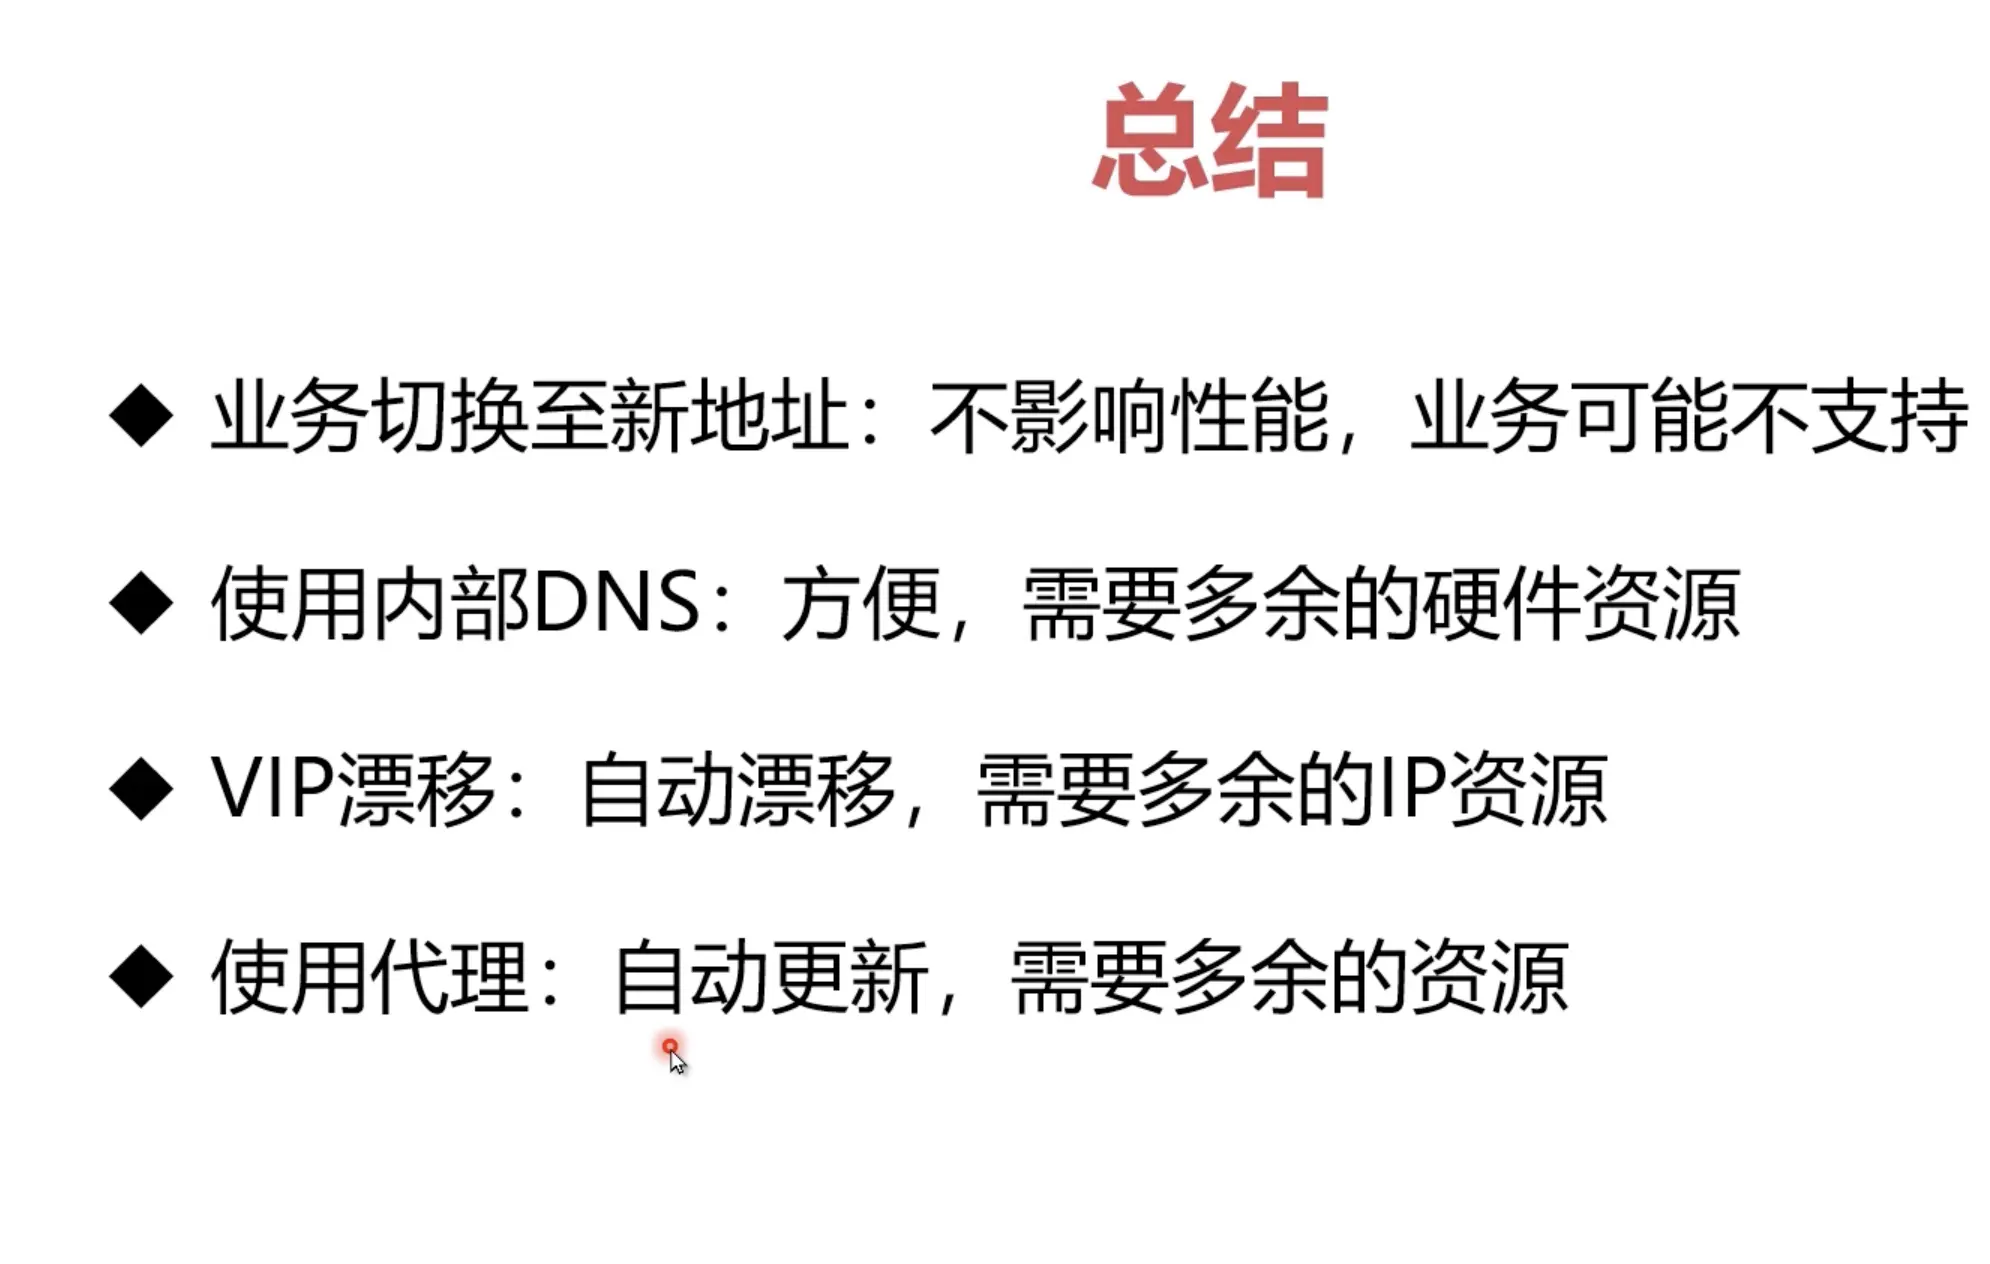 总结
◆ 业务切换至新地址：不影响性能，业务可能不支持
◆ 使用内部DNS：方便，需要多余的硬件资源
◆ VIP漂移：自动漂移，需要多余的IP资源
◆ 使用代理：自动更新，需要多余的资源